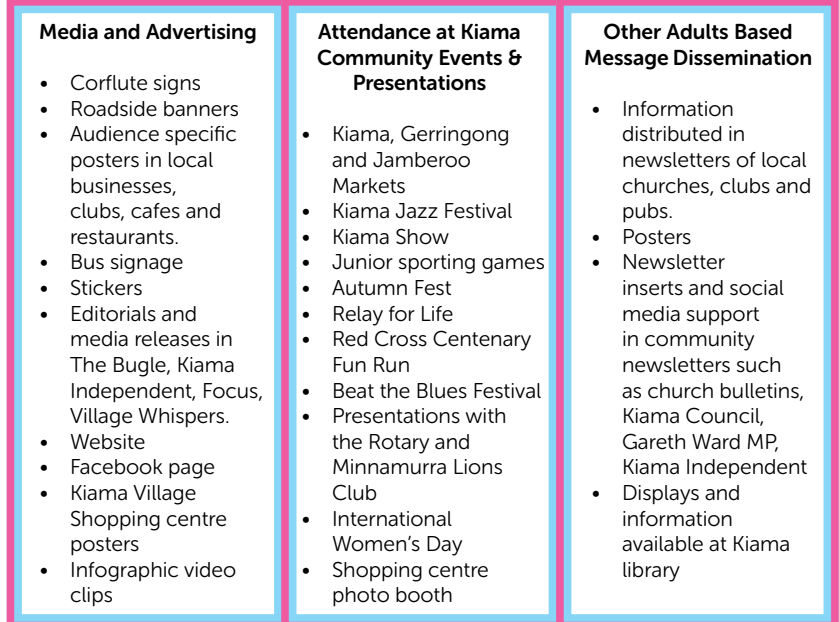 Media and Advertising
• Corflute signs
• Roadside banners
• Audience specific
posters in local
businesses,
clubs, cafes and
restaurants.
• Bus signage
• Stickers
• Editorials and
media releases in
The Bugle, Kiama
Independent, Focus,
Village Whispers.
• Website
• Facebook page
• Kiama Village
Shopping centre
posters
• Infographic video
clips
Attendance at Kiama
Community Events &
Presentations
• Kiama, Gerringong
and Jamberoo
Markets
• Kiama Jazz Festival
• Kiama Show
• Junior sporting games
• Autumn Fest
• Relay for Life
• Red Cross Centenary
Fun Run
• Beat the Blues Festival
• Presentations with
the Rotary and
Minnamurra Lions
Club
• International
Women's Day
• Shopping centre
photo booth
Other Adults Based
Message Dissemination
• Information
distributed in
newsletters of local
churches, clubs and
pubs.
• Posters
• Newsletter
inserts and social
media support
in community
newsletters such
as church bulletins,
Kiama Council,
Gareth Ward MP,
Kiama Independent
• Displays and
information
available at Kiama
library